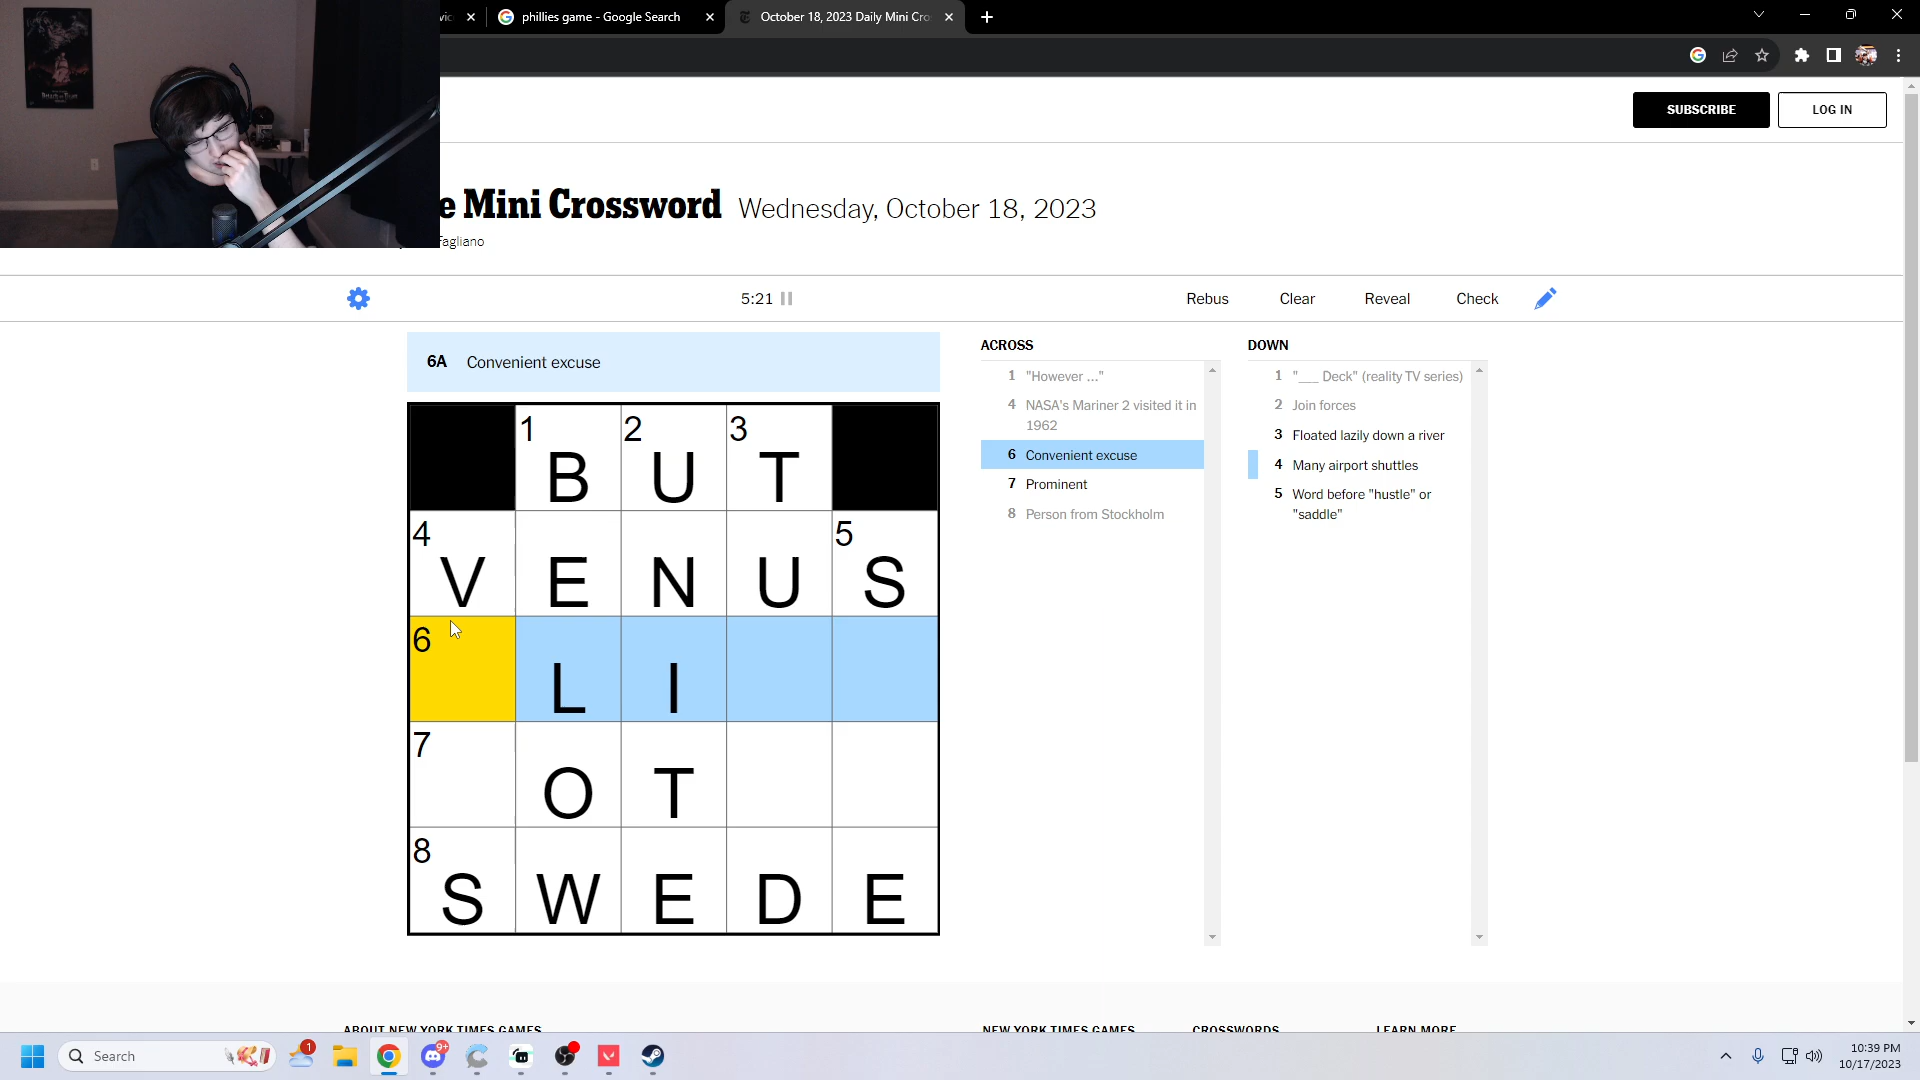 vic
phillies game - Google Search
October 18, 2023 Daily Mini Cro
SUBSCRIBE
LOG IN
e Mini Crossword Wednesday, October 18, 2023
Fagliano
5:21
Rebus
Clear
Reveal
Check
6A Convenient excuse
1 B
2 U
3 T
4 V
E
N
U
5 S
6
L
I
7
O
T
8 S
W
E
D
E
ACROSS
1 "However ..."
4 NASA's Mariner 2 visited it in
1962
6 Convenient excuse
7 Prominent
8 Person from Stockholm
DOWN
1 "___ Deck" (reality TV series)
2 Join forces
3 Floated lazily down a river
4 Many airport shuttles
5 Word before "hustle" or
"saddle"
ABOUT NEW YORK TIMES GAMES
NEW YORK TIMES GAMES
CROSSWORDS
LEARN MORE
Search
1
9+
10:39 PM
10/17/2023